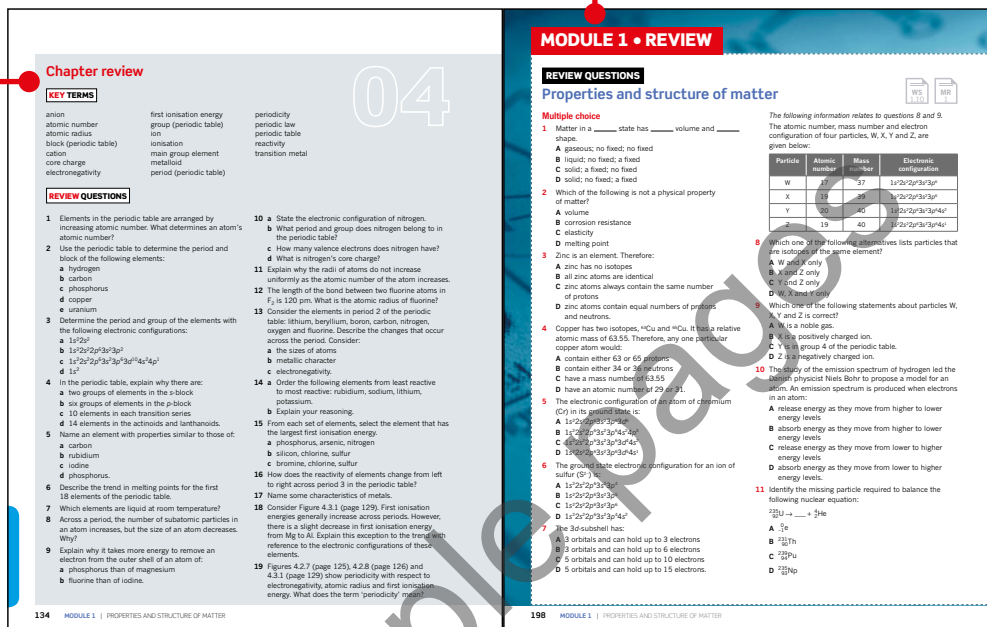 Chapter review
04
KEY TERMS
anion
atomic number
atomic radius
block (periodic table)
cation
core charge
electronegativity
first ionisation energy
group (periodic table)
ion
ionisation
main group element
metalloid
period (periodic table)
periodicity
periodic law
periodic table
reactivity
transition metal
REVIEW QUESTIONS
1 Elements in the periodic table are arranged by
increasing atomic number. What determines an atom's
atomic number?
2 Use the periodic table to determine the period and
block of the following elements:
a hydrogen
b carbon
c phosphorus
d copper
e uranium
3 Determine the period and group of the elements with
the following electronic configurations:
a 1s²2s²
b 1s²2s²2p⁶3s²3p²
c 1s²2s²2p⁶3s²3p⁶3d¹⁰4s²4p¹
d 1s²
4 In the periodic table, explain why there are:
a two groups of elements in the s-block
b six groups of elements in the p-block
c 10 elements in each transition series
d 14 elements in the actinoids and lanthanoids.
5 Name an element with properties similar to those of:
a carbon
b rubidium
c iodine
d phosphorus.
6 Describe the trend in melting points for the first
18 elements of the periodic table.
7 Which elements are liquid at room temperature?
8 Across a period, the number of subatomic particles in
an atom increases, but the size of an atom decreases.
Why?
9 Explain why it takes more energy to remove an
electron from the outer shell of an atom of:
a phosphorus than of magnesium
b fluorine than of iodine.
10 a State the electronic configuration of nitrogen.
b What period and group does nitrogen belong to in
the periodic table?
c How many valence electrons does nitrogen have?
d What is nitrogen's core charge?
11 Explain why the radii of atoms do not increase
uniformly as the atomic number of the atom increases.
12 The length of the bond between two fluorine atoms in
F₂ is 120 pm. What is the atomic radius of fluorine?
13 Consider the elements in period 2 of the periodic
table: lithium, beryllium, boron, carbon, nitrogen,
oxygen and fluorine. Describe the changes that occur
across the period. Consider:
a the sizes of atoms
b metallic character
c electronegativity.
14 a Order the following elements from least reactive
to most reactive: rubidium, sodium, lithium,
potassium.
b Explain your reasoning.
15 From each set of elements, select the element that has
the largest first ionisation energy.
a phosphorus, arsenic, nitrogen
b silicon, chlorine, sulfur
c bromine, chlorine, sulfur
16 How does the reactivity of elements change from left
to right across period 3 in the periodic table?
17 Name some characteristics of metals.
18 Consider Figure 4.3.1 (page 129). First ionisation
energies generally increase across periods. However,
there is a slight decrease in first ionisation energy
from Mg to Al. Explain this exception to the trend with
reference to the electronic configurations of these
elements.
19 Figures 4.2.7 (page 125), 4.2.8 (page 126) and
4.3.1 (page 129) show periodicity with respect to
electronegativity, atomic radius and first ionisation
energy. What does the term 'periodicity' mean?
134 MODULE 1 | PROPERTIES AND STRUCTURE OF MATTER
MODULE 1 • REVIEW
REVIEW QUESTIONS
Properties and structure of matter
WS
1.10
MR
1
Multiple choice
1 Matter in a _____ state has _____ volume and _____
shape.
A gaseous; no fixed; no fixed
B liquid; no fixed; a fixed
C solid; a fixed; no fixed
D solid; no fixed; a fixed
2 Which of the following is not a physical property
of matter?
A volume
B corrosion resistance
C elasticity
D melting point
3 Zinc is an element. Therefore:
A zinc has no isotopes
B all zinc atoms are identical
C zinc atoms always contain the same number
of protons
D zinc atoms contain equal numbers of protons
and neutrons.
4 Copper has two isotopes, ⁶³Cu and ⁶⁵Cu. It has a relative
atomic mass of 63.55. Therefore, any one particular
copper atom would:
A contain either 63 or 65 protons
B contain either 34 or 36 neutrons
C have a mass number of 63.55
D have an atomic number of 29 or 31.
5 The electronic configuration of an atom of chromium
(Cr) in its ground state is:
A 1s²2s²2p⁶3s²3p⁶3d⁶
B 1s²2s²2p⁶3s²3p⁶4s²4p⁴
C 1s²2s²2p⁶3s²3p⁶3d⁴4s²
D 1s²2s²2p⁶3s²3p⁶3d⁵4s¹
6 The ground state electronic configuration for an ion of
sulfur (S²⁻) is:
A 1s²2s²2p⁶3s²3p⁴
B 1s²2s²2p⁶3s²3p⁶
C 1s²2s²2p⁶3s²3p⁶
D 1s²2s²2p⁶3s²3p⁶4s²
7 The 3d-subshell has:
A 3 orbitals and can hold up to 3 electrons
B 3 orbitals and can hold up to 6 electrons
C 5 orbitals and can hold up to 10 electrons
D 5 orbitals and can hold up to 15 electrons.
The following information relates to questions 8 and 9.
The atomic number, mass number and electron
configuration of four particles, W, X, Y and Z, are
given below:
Particle Atomic number Mass number Electronic configuration
W 17 37 1s²2s²2p⁶3s²3p⁶
X 19 39 1s²2s²2p⁶3s²3p⁶
Y 20 40 1s²2s²2p⁶3s²3p⁶4s²
Z 19 40 1s²2s²2p⁶3s²3p⁶4s¹
8 Which one of the following alternatives lists particles that
are isotopes of the same element?
A W and X only
B X and Z only
C Y and Z only
D W, X and Y only
9 Which one of the following statements about particles W,
X, Y and Z is correct?
A W is a noble gas.
B X is a positively charged ion.
C Y is in group 4 of the periodic table.
D Z is a negatively charged ion.
10 The study of the emission spectrum of hydrogen led the
Danish physicist Niels Bohr to propose a model for an
atom. An emission spectrum is produced when electrons
in an atom:
A release energy as they move from higher to lower
energy levels
B absorb energy as they move from higher to lower
energy levels
C release energy as they move from lower to higher
energy levels
D absorb energy as they move from lower to higher
energy levels.
11 Identify the missing particle required to balance the
following nuclear equation:
²³⁵₉₂U → __ + ⁴₂He
A ⁰₋₁e
B ²³¹₉₀Th
C ²³⁹₉₄Pu
D ²³⁵₉₃Np
198 MODULE 1 | PROPERTIES AND STRUCTURE OF MATTER
ple pages